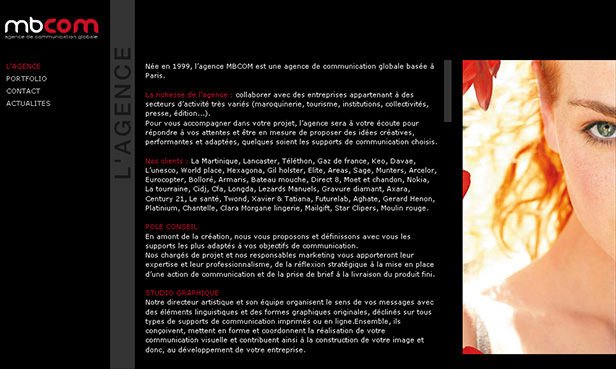 mbcom
agence de communication globale
L'AGENCE
PORTFOLIO
CONTACT
ACTUALITES
L'AGENCE
Née en 1999, l'agence MBCOM est une agence de communication globale basée à
Paris.
La richesse de l'agence : collaborer avec des entreprises appartenant à des
secteurs d'activité très variés (maroquinerie, tourisme, institutions, collectivités,
presse, édition...).
Pour vous accompagner dans votre projet, l'agence sera à votre écoute pour
répondre à vos attentes et être en mesure de proposer des idées créatives,
performantes et adaptées, quelques soient les supports de communication choisis.
Nos clients : La Martinique, Lancaster, Téléthon, Gaz de france, Keo, Davae,
L'unesco, World place, Hexagona, Gil holster, Elite, Areas, Sage, Munters, Arcelor,
Eurocopter, Bolloré, Armaris, Bateau mouche, Direct 8, Moet et chandon, Nokia,
La tourraine, Cidj, Cfa, Longda, Lezards Manuels, Gravure diamant, Axara,
Century 21, Le santé, Twond, Xavier & Tatiana, Futurelab, Aghate, Gerard Henon,
Platinium, Chantelle, Clara Morgane lingerie, Mailgift, Star Clipers, Moulin rouge.
POLE CONSEIL
En amont de la création, nous vous proposons et définissons avec vous les
supports les plus adaptés à vos objectifs de communication.
Nos chargés de projet et nos responsables marketing vous apporteront leur
expertise et leur professionnalisme, de la réflexion stratégique à la mise en place
d'une action de communication et de la prise de brief à la livraison du produit fini.
STUDIO GRAPHIQUE
Notre directeur artistique et son équipe organisent le sens de vos messages avec
des éléments linguistiques et des formes graphiques originales, déclinés sur tous
types de supports de communication imprimés ou en ligne.Ensemble, ils
conçoivent, mettent en forme et coordonnent la réalisation de votre
communication visuelle et contribuent ainsi à la construction de votre image et
donc, au développement de votre entreprise.